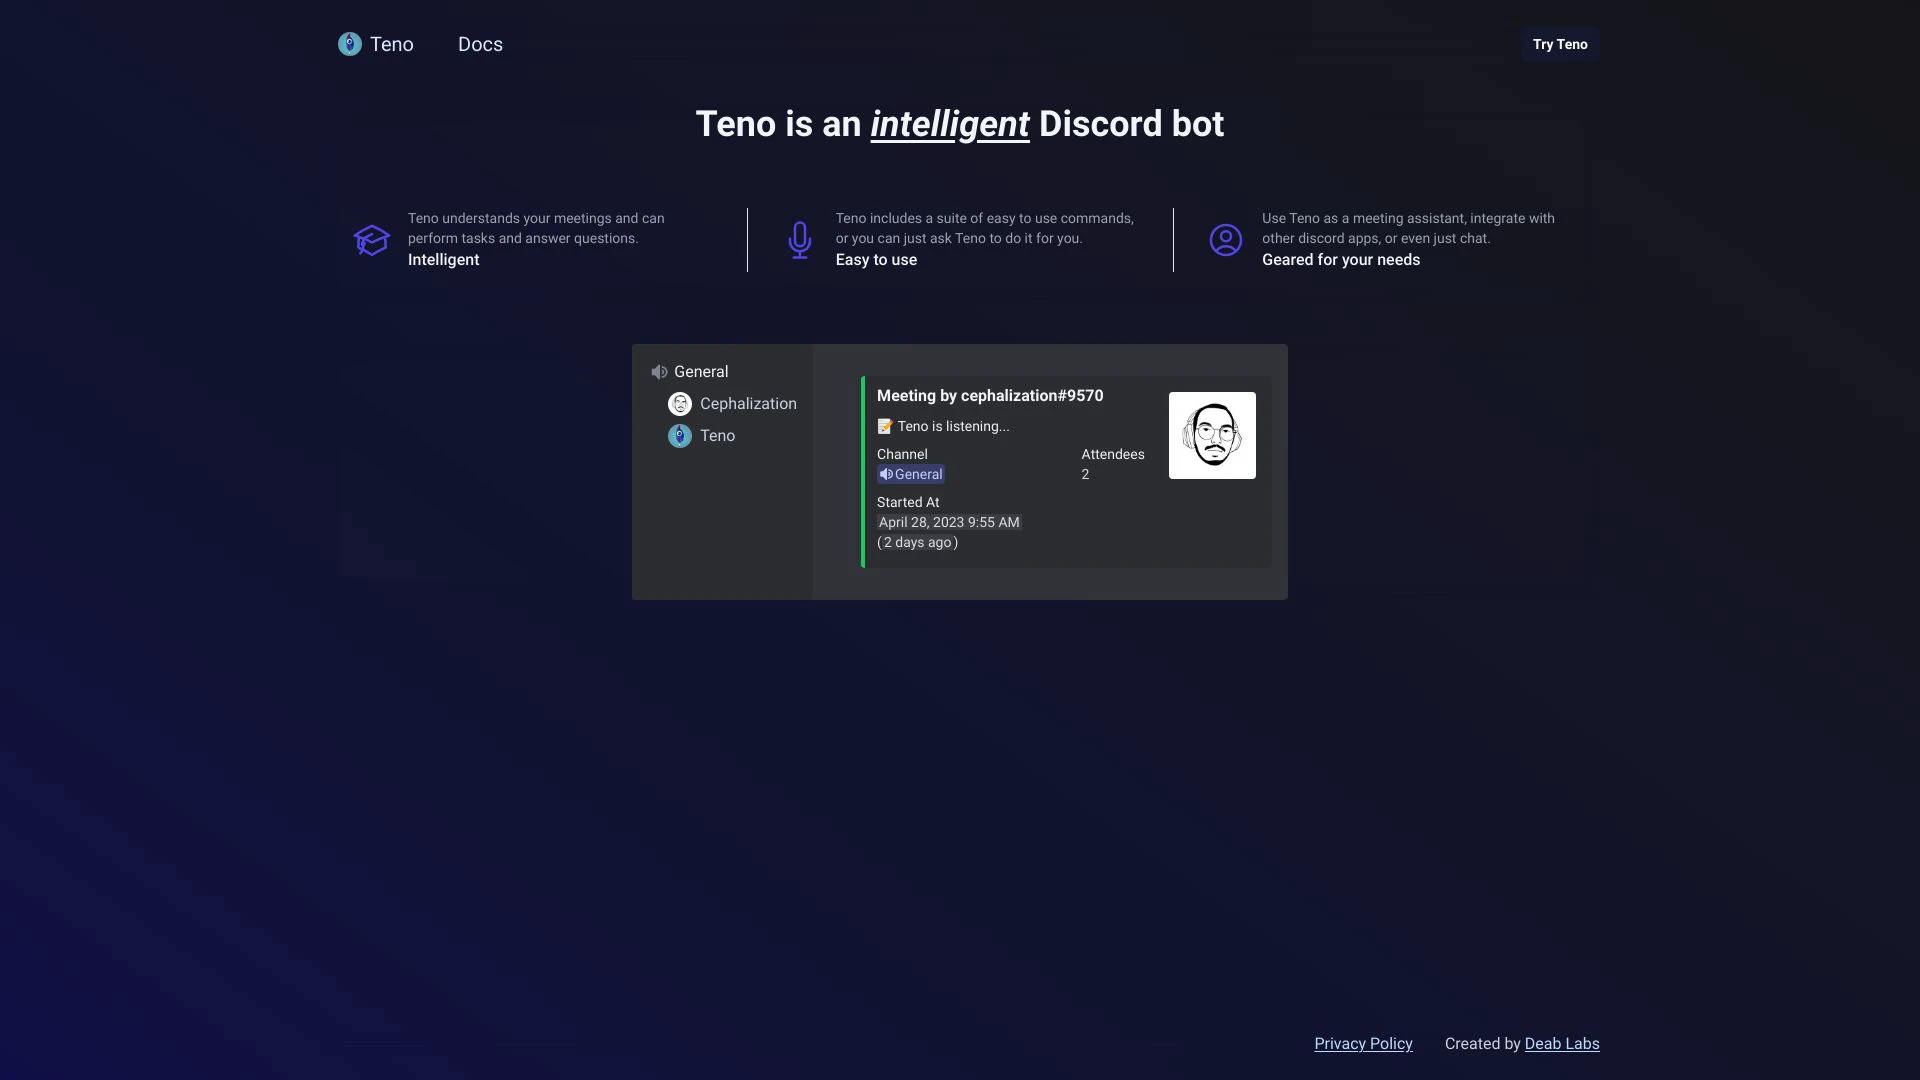 Teno
Docs
Try Teno
Teno is an intelligent Discord bot
Teno understands your meetings and can
perform tasks and answer questions.
Intelligent
Teno includes a suite of easy to use commands,
or you can just ask Teno to do it for you.
Easy to use
Use Teno as a meeting assistant, integrate with
other discord apps, or even just chat.
Geared for your needs
General
Cephalization
Teno
Meeting by cephalization#9570
📝 Teno is listening...
Channel
General
Attendees
2
Started At
April 28, 2023 9:55 AM
(2 days ago)
Privacy Policy
Created by Deab Labs